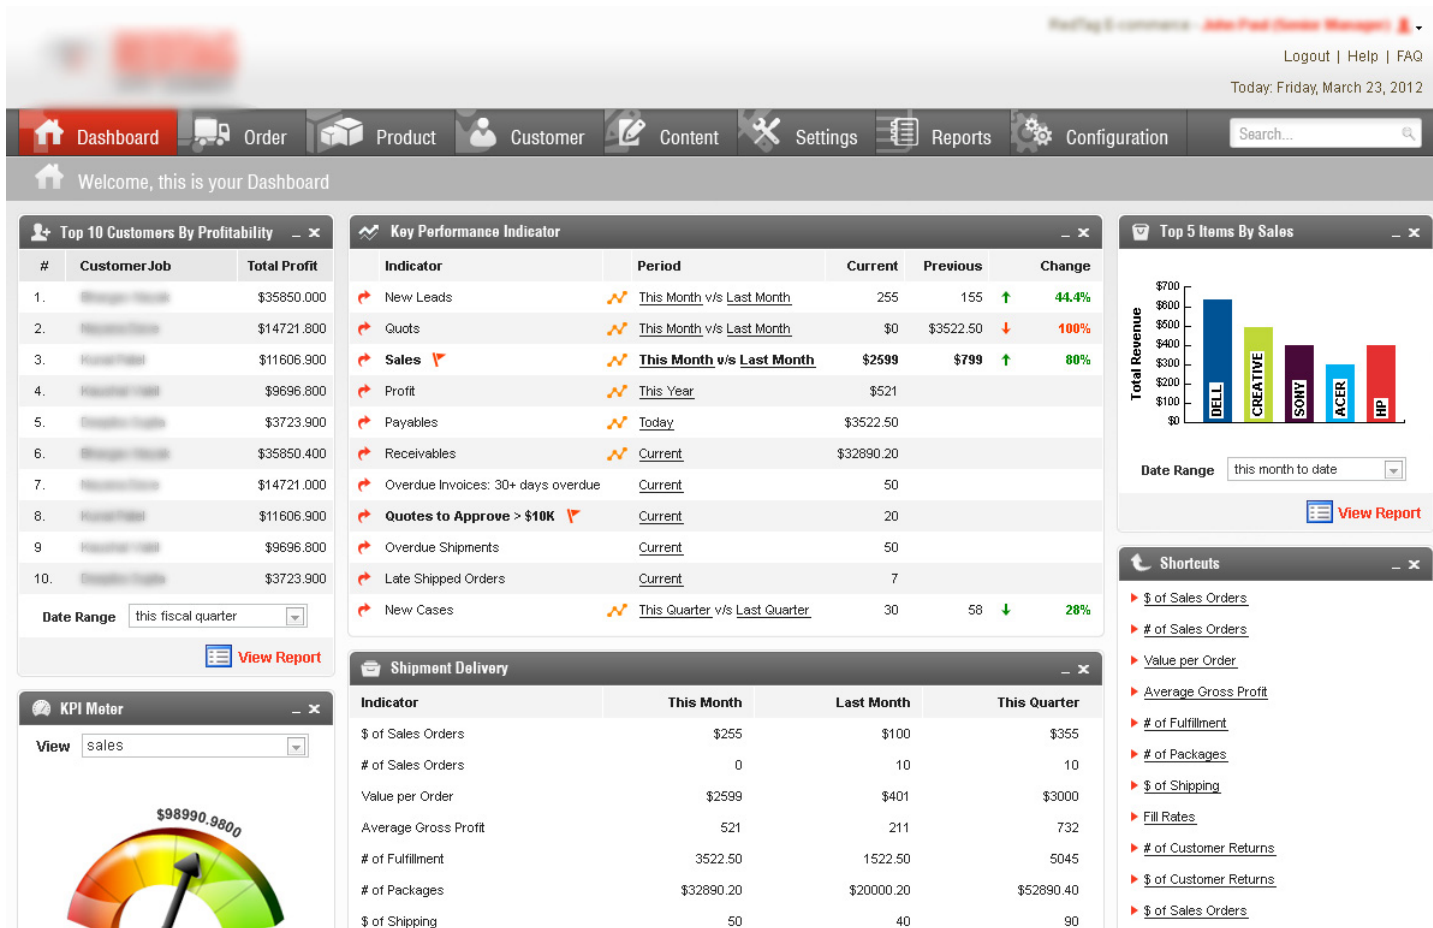 Logout | Help | FAQ
Today: Friday, March 23, 2012
Dashboard Order Product Customer Content Settings Reports Configuration Search...
Welcome, this is your Dashboard
Top 10 Customers By Profitability
# CustomerJob Total Profit
1. $35850.000
2. $14721.800
3. $11606.900
4. $9696.800
5. $3723.900
6. $35850.400
7. $14721.000
8. $11606.900
9 $9696.800
10. $3723.900
Date Range this fiscal quarter
View Report
KPI Meter
View sales
$98990.9800
Key Performance Indicator
Indicator Period Current Previous Change
New Leads This Month v/s Last Month 255 155 44.4%
Quots This Month v/s Last Month $0 $3522.50 100%
Sales This Month v/s Last Month $2599 $799 80%
Profit This Year $521
Payables Today $3522.50
Receivables Current $32890.20
Overdue Invoices: 30+ days overdue Current 50
Quotes to Approve > $10K Current 20
Overdue Shipments Current 50
Late Shipped Orders Current 7
New Cases This Quarter v/s Last Quarter 30 58 28%
Shipment Delivery
Indicator This Month Last Month This Quarter
$ of Sales Orders $255 $100 $355
# of Sales Orders 0 10 10
Value per Order $2599 $401 $3000
Average Gross Profit 521 211 732
# of Fulfillment 3522.50 1522.50 5045
# of Packages $32890.20 $20000.20 $52890.40
$ of Shipping 50 40 90
Top 5 Items By Sales
Total Revenue
$700
$600
$500
$400
$300
$200
$100
$0
DELL CREATIVE SONY ACER HP
Date Range this month to date
View Report
Shortcuts
$ of Sales Orders
# of Sales Orders
Value per Order
Average Gross Profit
# of Fulfillment
# of Packages
$ of Shipping
Fill Rates
# of Customer Returns
$ of Customer Returns
$ of Sales Orders